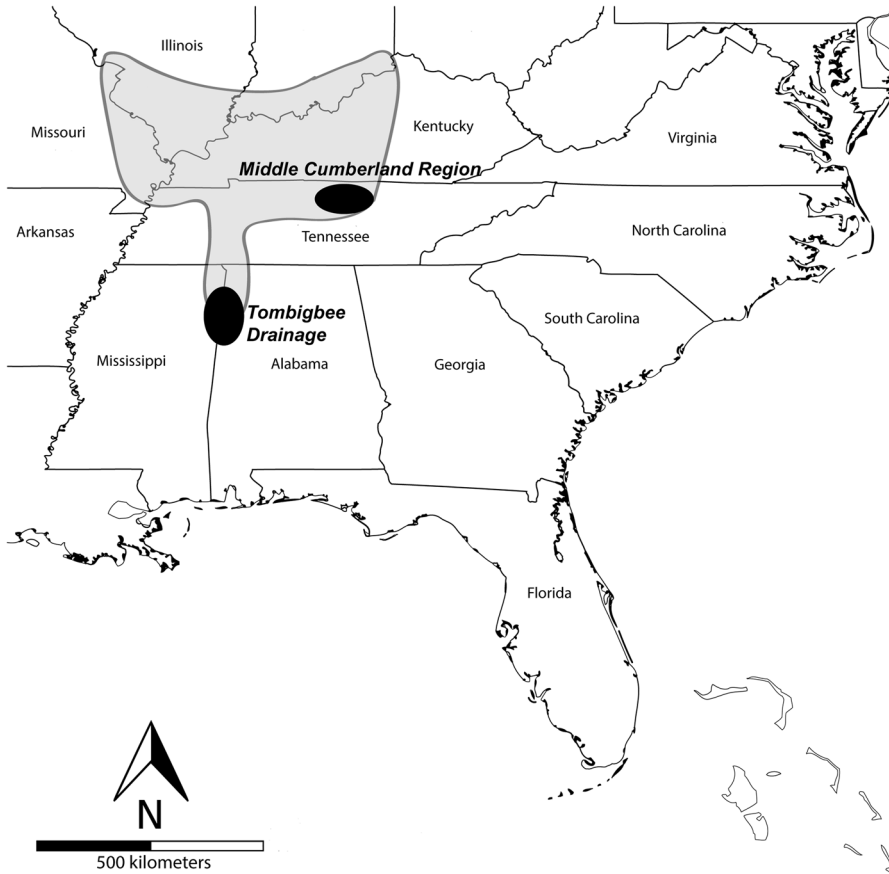 Illinois
Missouri
Kentucky
Virginia
Middle Cumberland Region
Arkansas
Tennessee
North Carolina
Tombigbee
Drainage
South Carolina
Mississippi
Alabama
Georgia
Florida
N
500 kilometers